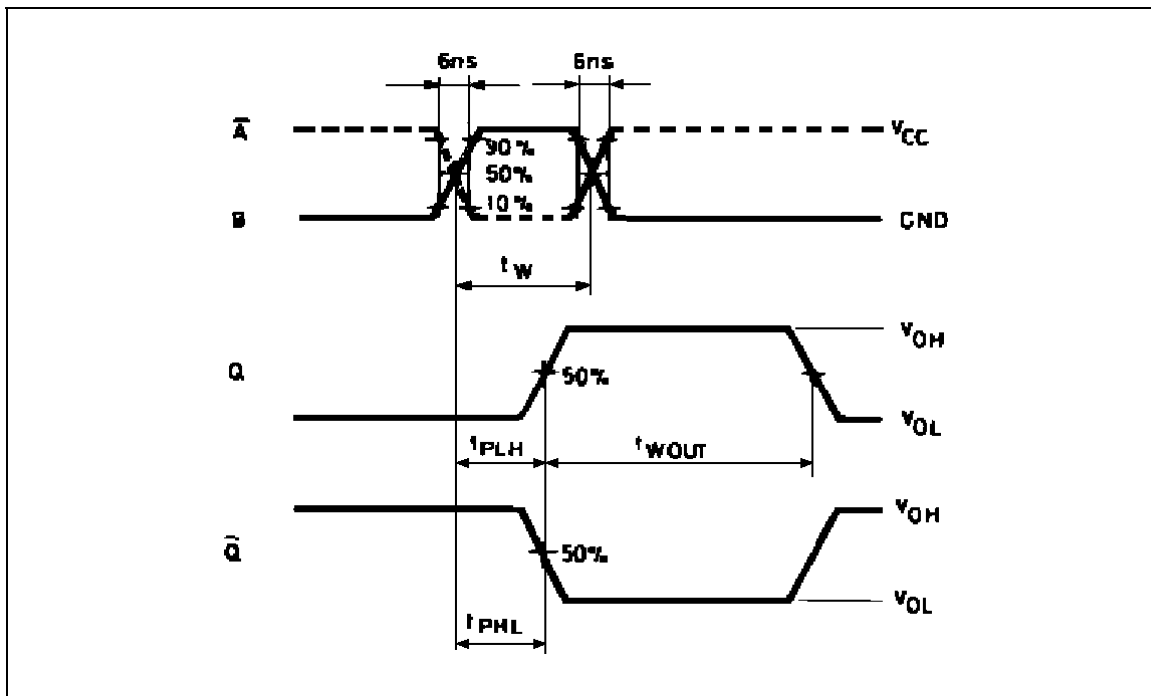 6ns 6ns
A̅ VCC
90%
50%
10%
B GND
tW
VOH
Q 50%
VOL
tPLH tWOUT
VOH
Q̅ 50%
VOL
tPHL